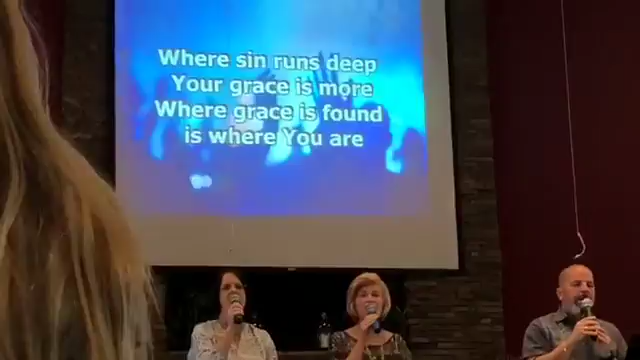 Where sin runs deep
Your grace is more
Where grace is found
is where You are